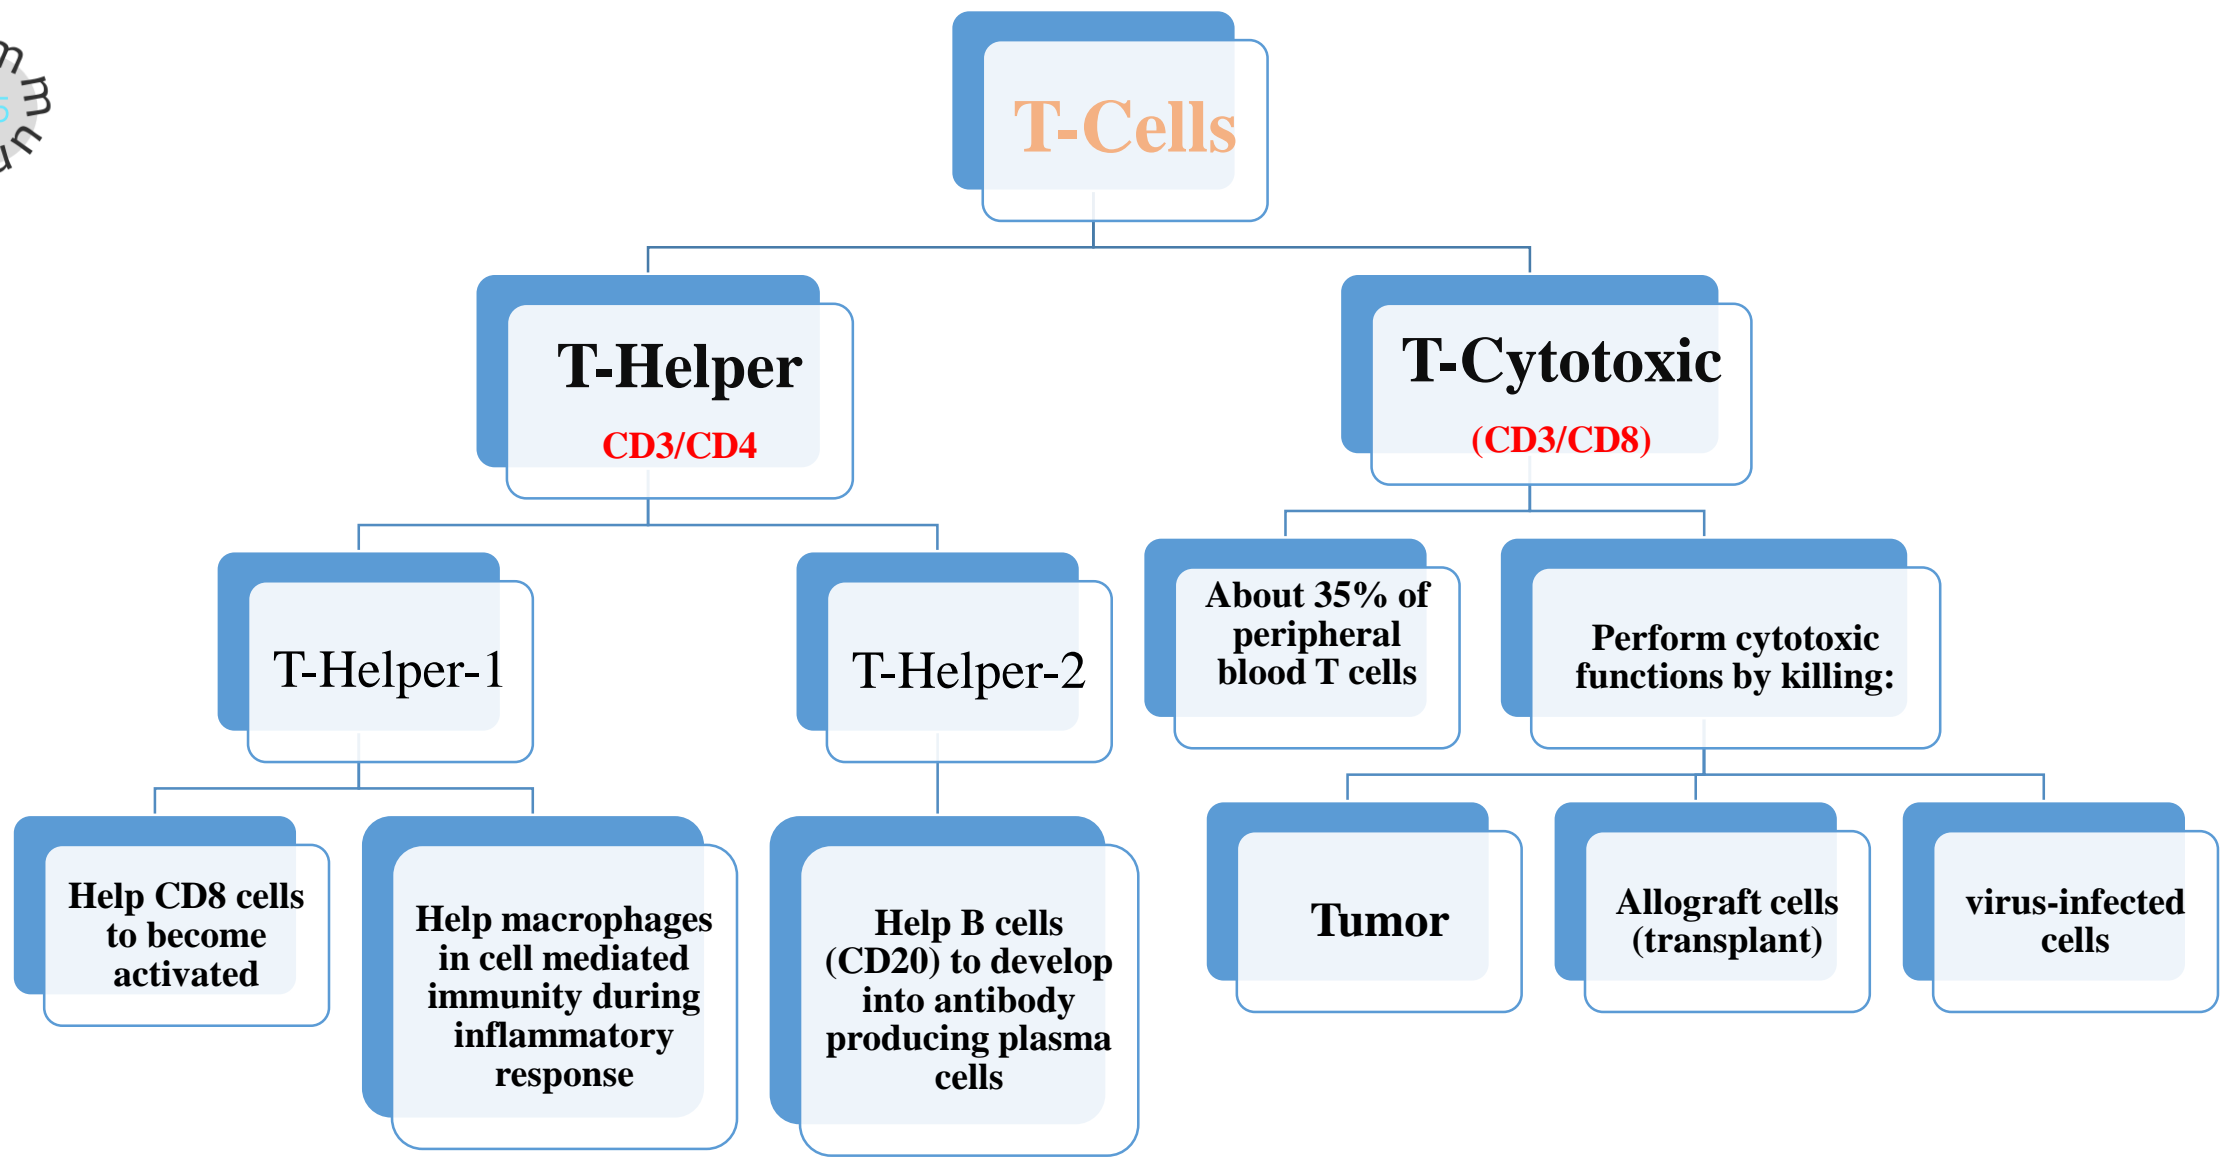 T-Cells
T-Helper
CD3/CD4
T-Cytotoxic
(CD3/CD8)
T-Helper-1
T-Helper-2
About 35% of
peripheral
blood T cells
Perform cytotoxic
functions by killing:
Help CD8 cells
to become
activated
Help macrophages
in cell mediated
immunity during
inflammatory
response
Help B cells
(CD20) to develop
into antibody
producing plasma
cells
Tumor
Allograft cells
(transplant)
virus-infected
cells